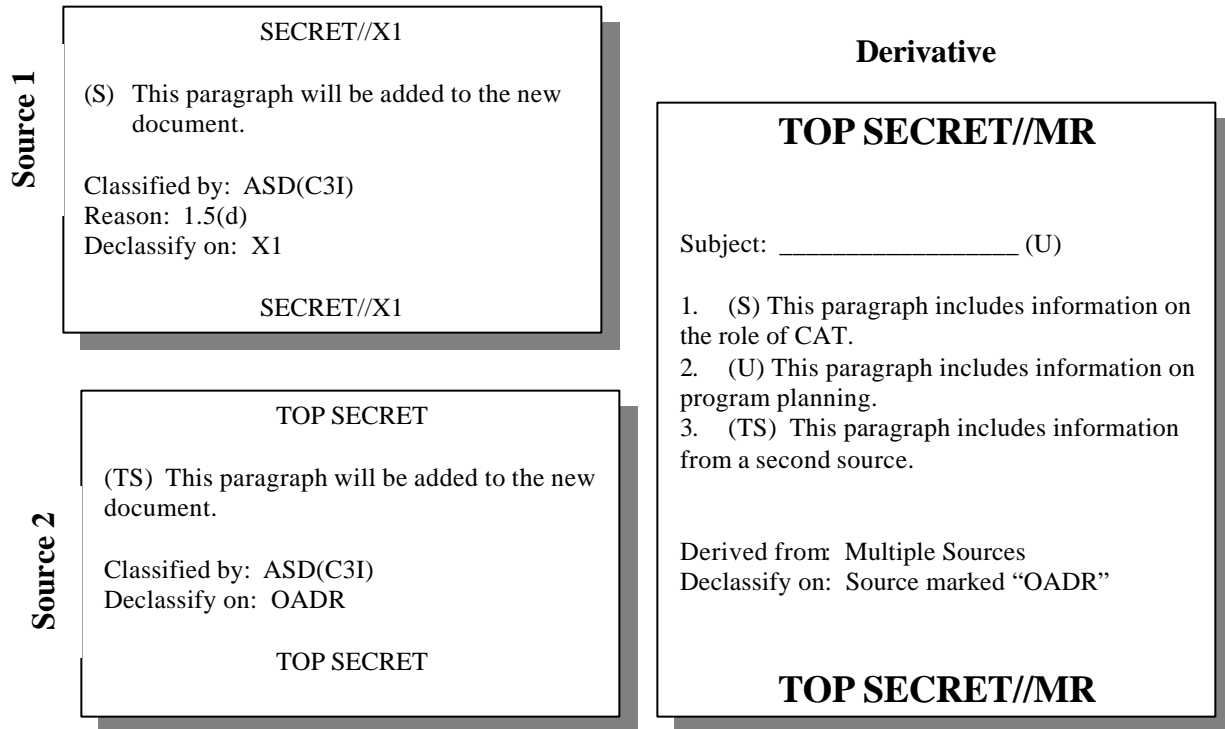 Source 1
SECRET//X1
(S) This paragraph will be added to the new
document.
Classified by: ASD(C3I)
Reason: 1.5(d)
Declassify on: X1
SECRET//X1
Source 2
TOP SECRET
(TS) This paragraph will be added to the new
document.
Classified by: ASD(C3I)
Declassify on: OADR
TOP SECRET
Derivative
TOP SECRET//MR
Subject: __________________ (U)
1. (S) This paragraph includes information on
the role of CAT.
2. (U) This paragraph includes information on
program planning.
3. (TS) This paragraph includes information
from a second source.
Derived from: Multiple Sources
Declassify on: Source marked “OADR”
TOP SECRET//MR